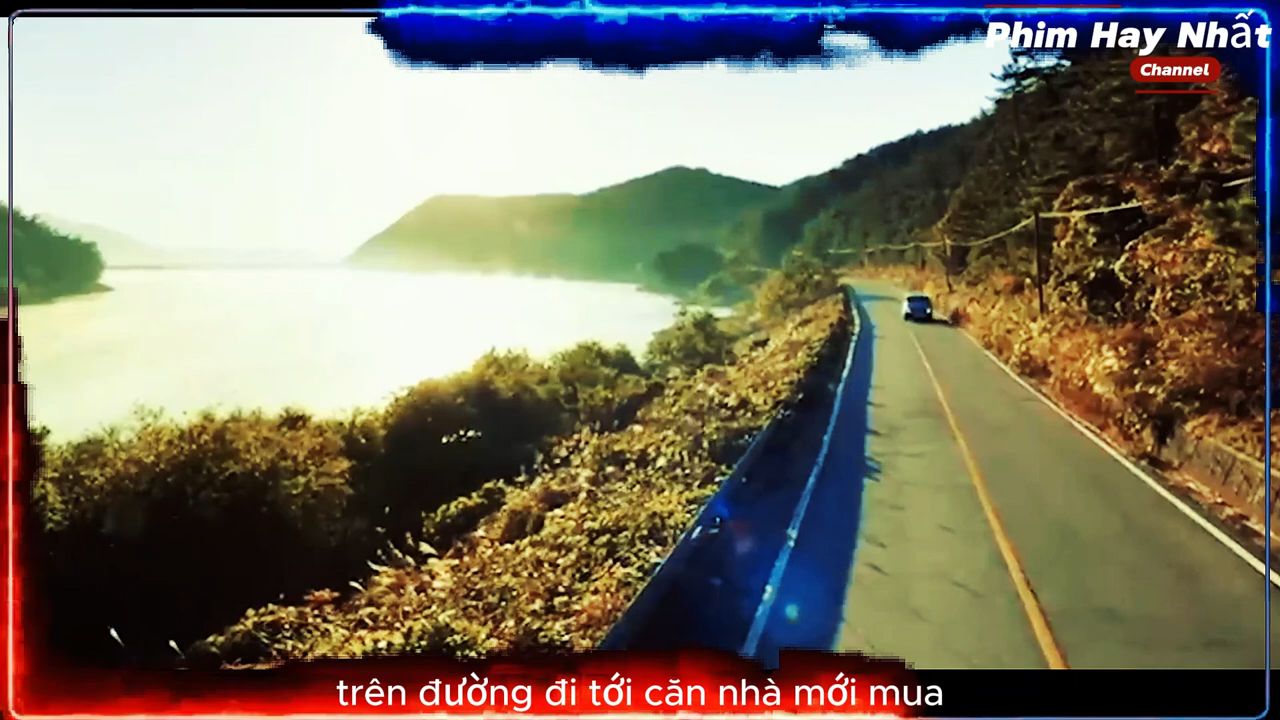 Phim Hay Nhất
Channel
trên đường đi tới căn nhà mới mua